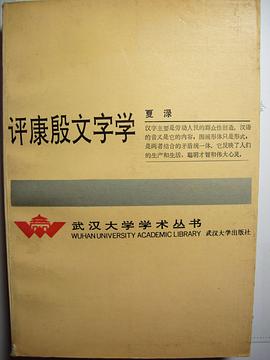 评康殷文字学
夏渌
汉字主要是劳动人民的群众性创造,汉语
的音义是它的内容,图画形体只是形式,
是两者结合的矛盾统一体,它反映了人们
的生产和生活,聪明才智和伟大心灵。
武汉大学学术丛书
WUHAN UNIVERSITY ACADEMIC LIBRARY 武汉大学出版社